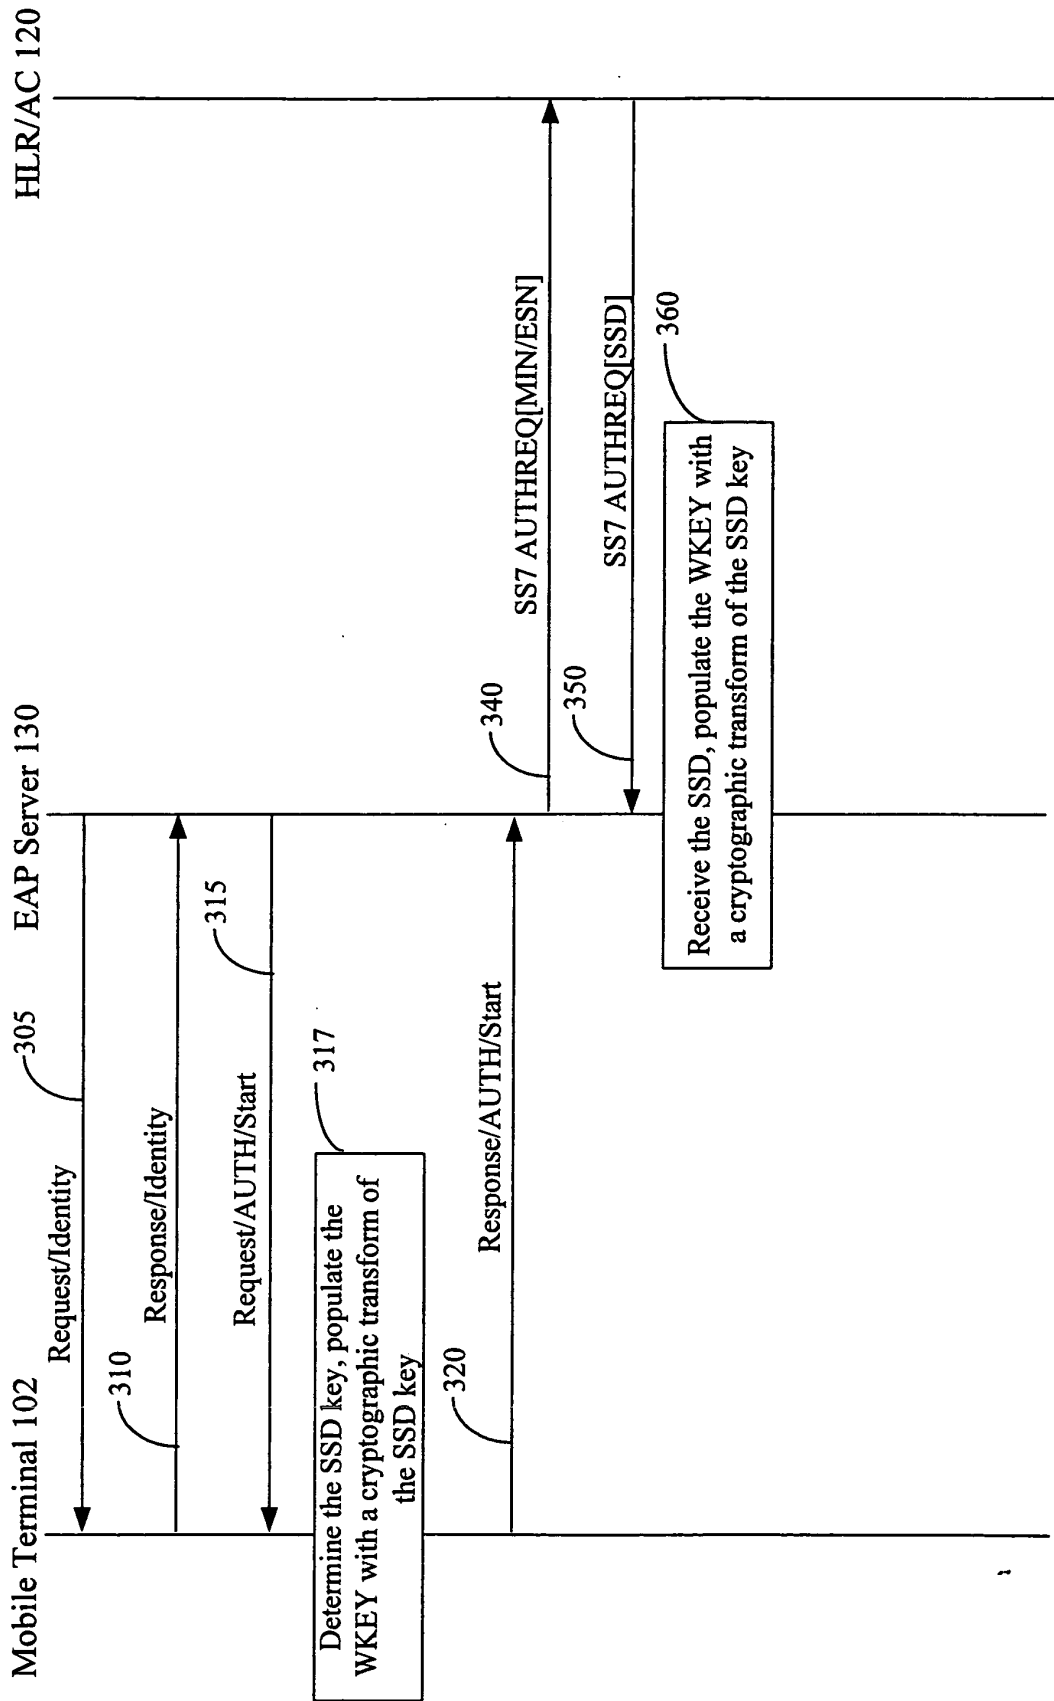 Mobile Terminal 102
EAP Server 130
HLR/AC 120
Request/Identity
305
310
Response/Identity
Request/AUTH/Start
315
317
Determine the SSD key, populate the
WKEY with a cryptographic transform of
the SSD key
320
Response/AUTH/Start
340
SS7 AUTHREQ[MIN/ESN]
350
SS7 AUTHREQ[SSD]
360
Receive the SSD, populate the WKEY with
a cryptographic transform of the SSD key